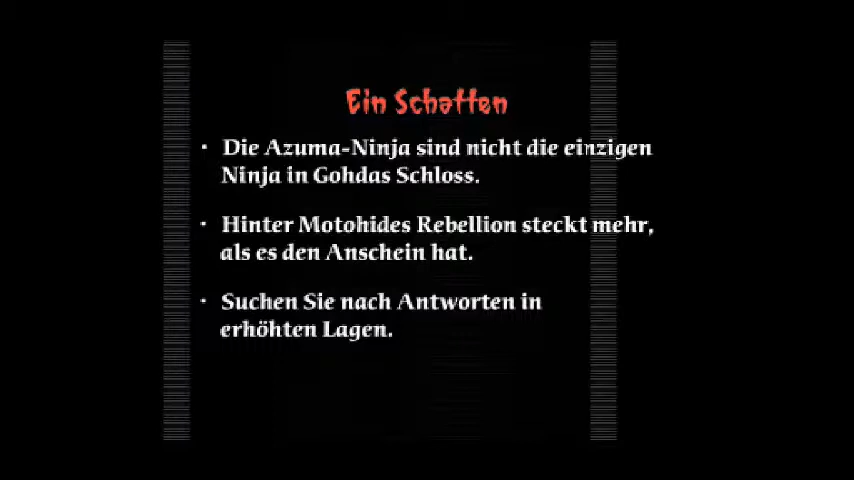 Ein Schatten
• Die Azuma-Ninja sind nicht die einzigen
Ninja in Gohdas Schloss.
• Hinter Motohides Rebellion steckt mehr,
als es den Anschein hat.
• Suchen Sie nach Antworten in
erhöhten Lagen.